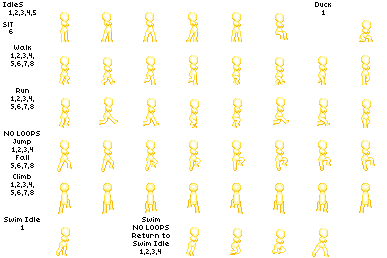 IdleS
1,2,3,4,5
Duck
1
SiT
6
Walk
1,2,3,4,
5,6,7,8
Run
1,2,3,4,
5,6,7,8
NO LOOPS
Jump
1,2,3,4
Fall
5,6,7,8
Climb
1,2,3,4,
5,6,7,8
Swim Idle
1
Swim
NO LOOPS
Return to
Swim Idle
1,2,3,4